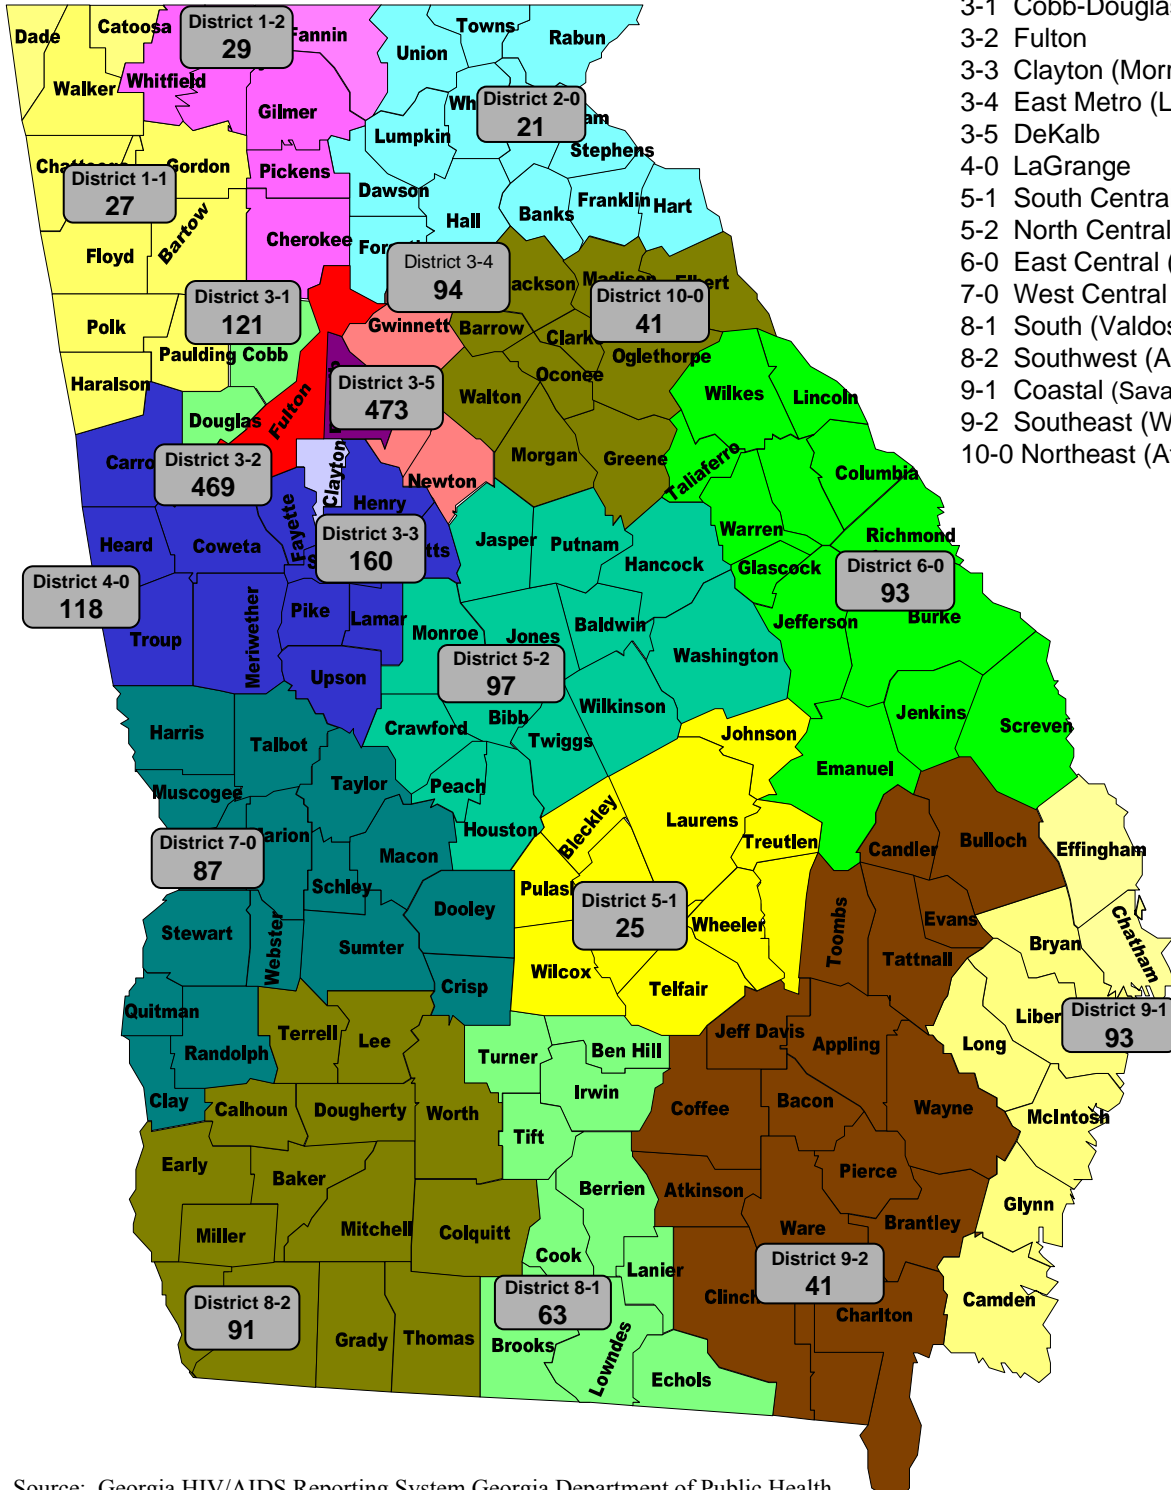 Dade
Catoosa
District 1-2
29
Fannin
Towns
Union
Rabun
Walker
Whitfield
Gilmer
District 2-0
21
Lumpkin
Stephens
Gordon
Pickens
District 1-1
27
Dawson
Franklin
Hart
Banks
Hall
Bartow
Floyd
Cherokee
District 3-4
94
District 3-1
121
District 10-0
41
Polk
Gwinnett
Barrow
Paulding
Cobb
Oglethorpe
Oconee
Haralson
District 3-5
473
Walton
Wilkes
Lincoln
Douglas
Fulton
Morgan
Greene
Taliaferro
Columbia
District 3-2
469
Clayton
Newton
Henry
Fayette
Warren
Richmond
District 3-3
160
Heard
Coweta
Jasper
Putnam
Hancock
Glascock
District 6-0
93
District 4-0
118
Pike
Lamar
Meriwether
Troup
Monroe
Jones
Baldwin
Jefferson
Burke
Upson
District 5-2
97
Washington
Wilkinson
Jenkins
Screven
Harris
Talbot
Crawford
Bibb
Twiggs
Johnson
Taylor
Peach
Emanuel
Muscogee
Houston
Bleckley
Laurens
Treutlen
District 7-0
87
Macon
Candler
Bulloch
Effingham
Schley
Dooley
District 5-1
25
Wheeler
Toombs
Evans
Chatham
Stewart
Webster
Sumter
Tattnall
Bryan
Wilcox
Crisp
Telfair
Quitman
Terrell
Lee
District 9-1
93
Randolph
Turner
Ben Hill
Jeff Davis
Appling
Long
Irwin
Clay
Calhoun
Dougherty
Worth
Coffee
Bacon
Wayne
McIntosh
Tift
Early
Baker
Berrien
Atkinson
Pierce
Glynn
Miller
Mitchell
Colquitt
Ware
Brantley
Cook
Lanier
District 9-2
41
District 8-2
91
District 8-1
63
Charlton
Camden
Grady
Thomas
Brooks
Lowndes
Echols
3-1 Cobb-Douglas
3-2 Fulton
3-3 Clayton
3-4 East Metro
3-5 DeKalb
4-0 LaGrange
5-1 South Central
5-2 North Central
6-0 East Central
7-0 West Central
8-1 South
8-2 Southwest
9-1 Coastal
9-2 Southeast
10-0 Northeast
Source: Georgia HIV/AIDS Reporting System Georgia Department of Public Health